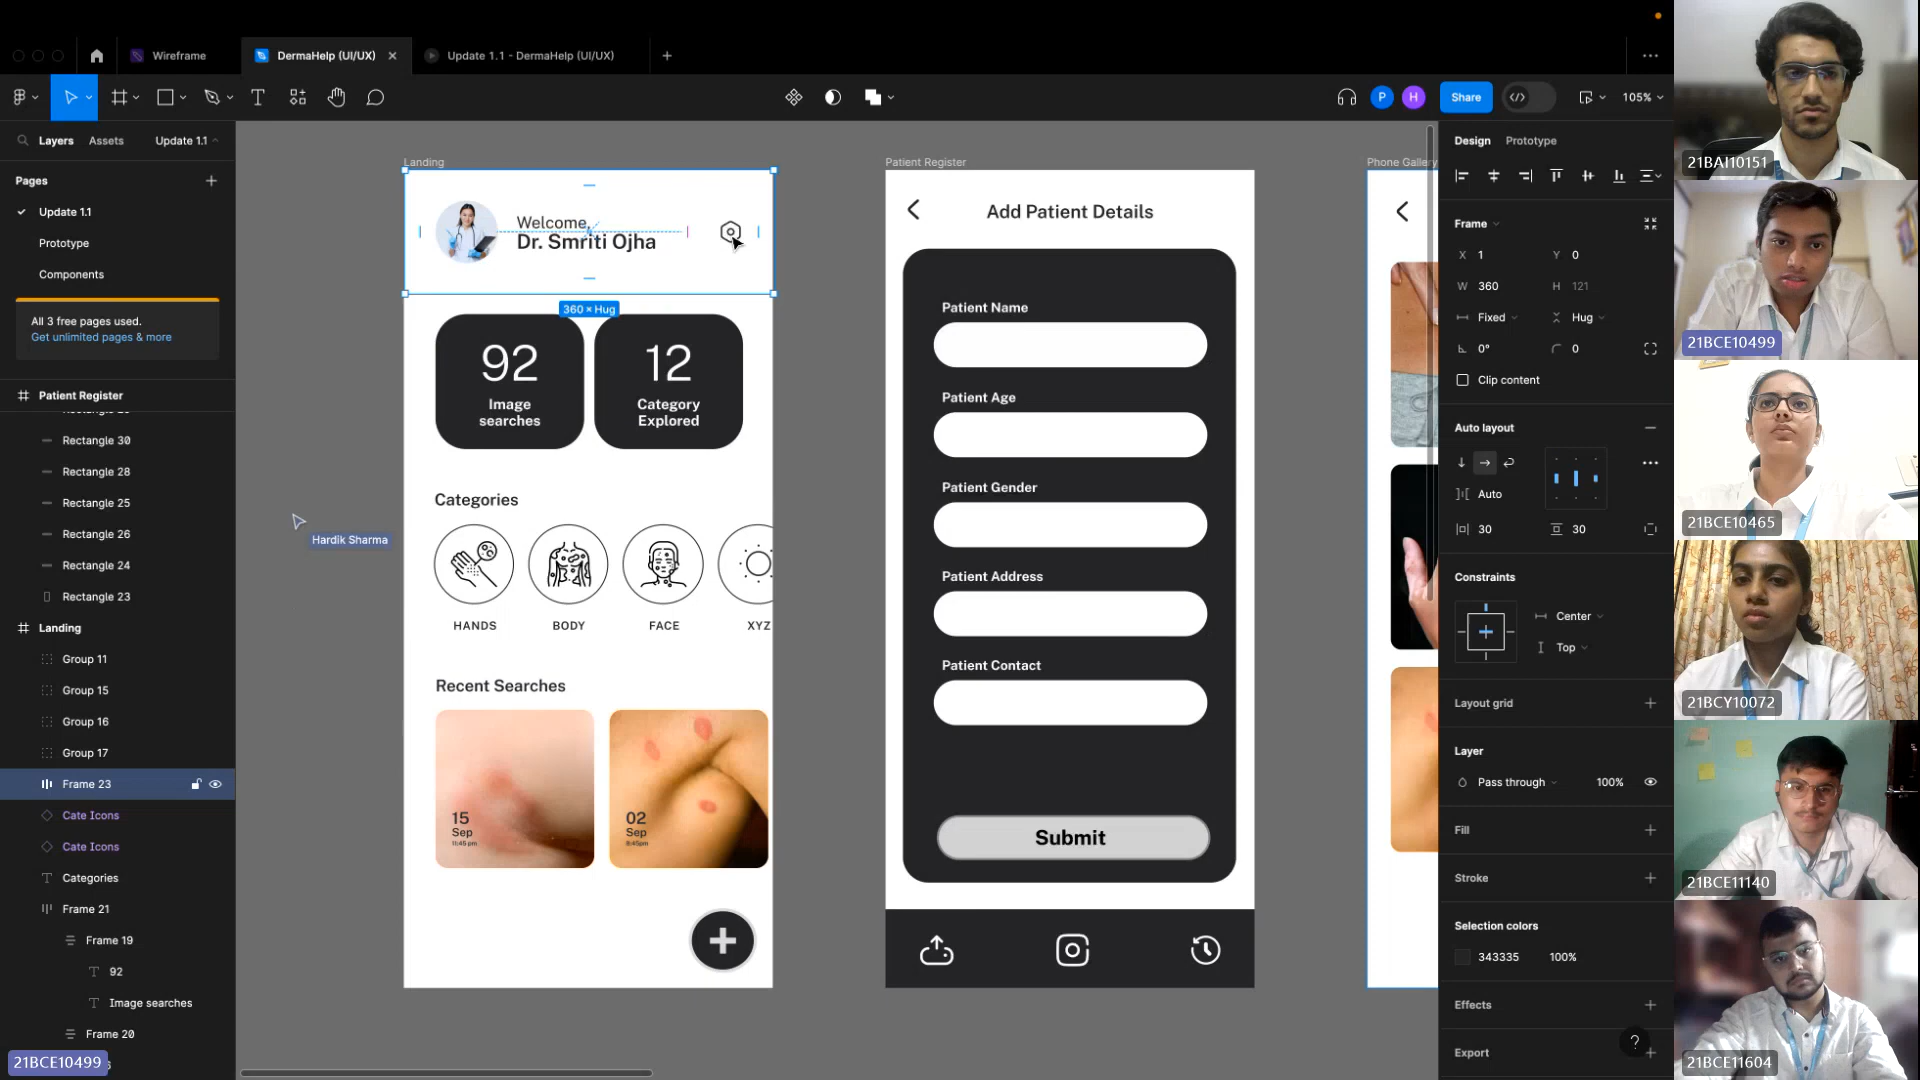 Wireframe
DermaHelp (UI/UX)
Update 1.1 - DermaHelp (UI/UX)
P
H
Share
105%
Layers
Assets
Update 1.1
Pages
Update 1.1
Prototype
Components
All 3 free pages used.
Get unlimited pages & more
Patient Register
Rectangle 30
Rectangle 28
Rectangle 25
Rectangle 26
Rectangle 24
Rectangle 23
Landing
Group 11
Group 15
Group 16
Group 17
Frame 23
Cate Icons
Cate Icons
Categories
Frame 21
Frame 19
92
Image searches
Frame 20
21BCE10499
Landing
Welcome,
Dr. Smriti Ojha
360 × Hug
92
Image
searches
12
Category
Explored
Categories
HANDS
BODY
FACE
XYZ
Recent Searches
15
Sep
11:45 pm
02
Sep
9:45pm
Hardik Sharma
Patient Register
Add Patient Details
Patient Name
Patient Age
Patient Gender
Patient Address
Patient Contact
Submit
Phone Gallery
Design
Prototype
Frame
X 1
Y 0
W 360
H 121
Fixed
Hug
0°
0
Clip content
Auto layout
Auto
30
30
Constraints
Center
Top
Layout grid
Layer
Pass through
100%
Fill
Stroke
Selection colors
343335
100%
Effects
Export
?
21BAI10151
21BCE10499
21BCE10465
21BCY10072
21BCE11140
21BCE11604